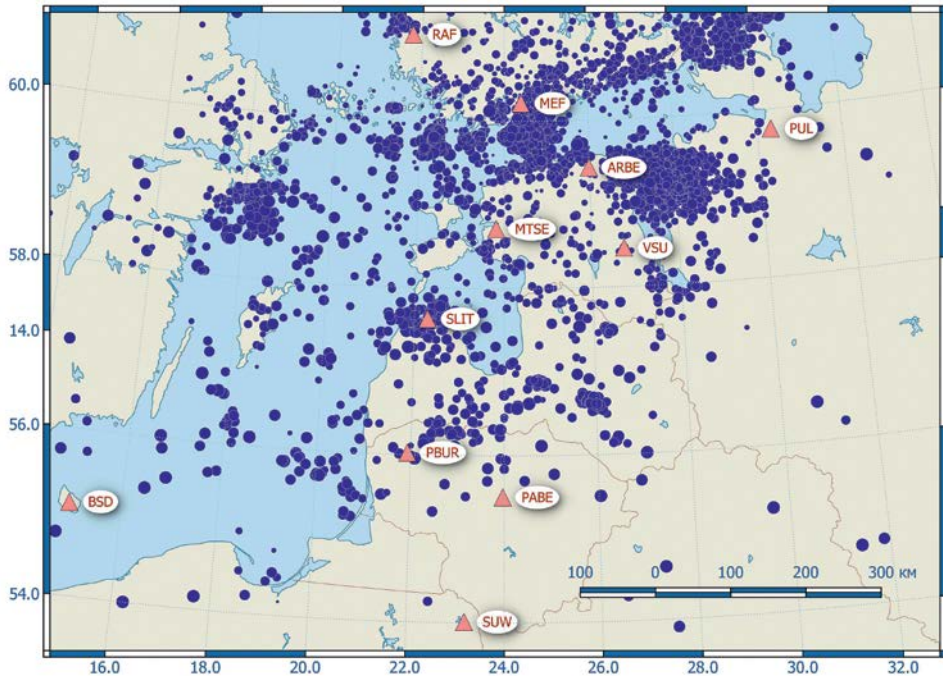 RAF
60.0
MEF
PUL
ARBE
MTSE
VSU
58.0
SLIT
14.0
56.0
PBUR
BSD
PABE
100 0 100 200 300 км
54.0
SUW
16.0 18.0 20.0 22.0 24.0 26.0 28.0 30.0 32.0